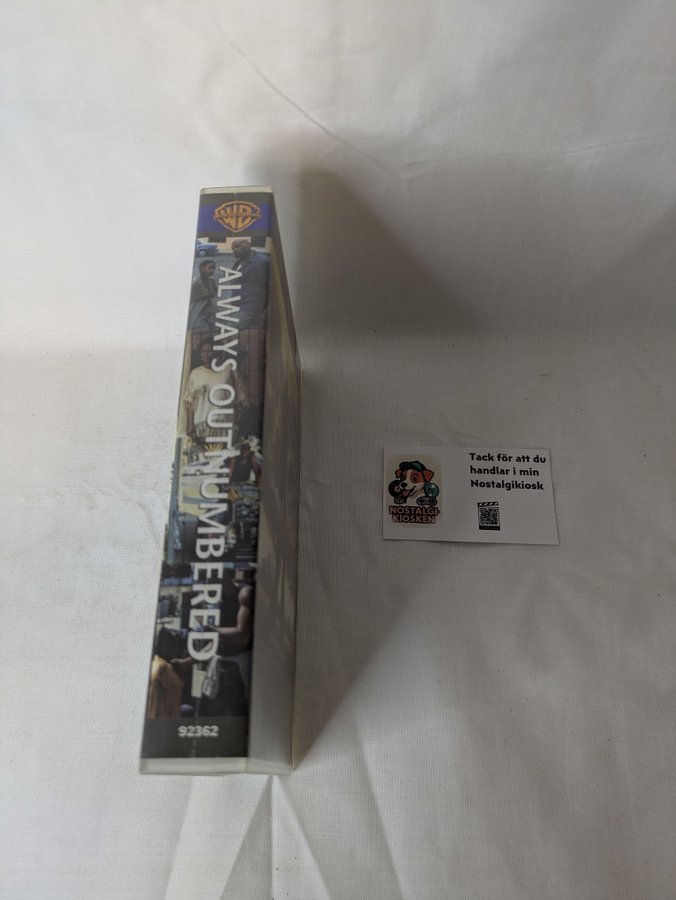 WB
ALWAYS OUTNUMBERED
92362
Tack för att du
handlar i min
Nostalgikiosk
NOSTALGI-
KIOSKEN